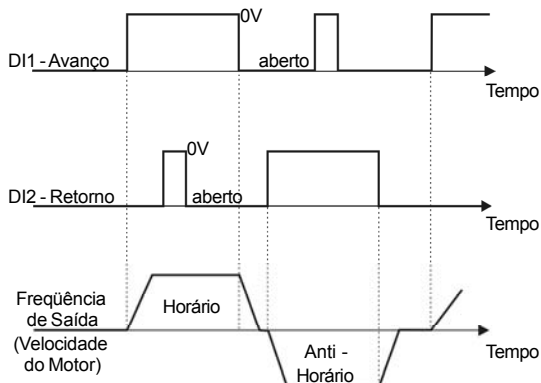 0V
DI1 - Avanço
aberto
Tempo
0V
DI2 - Retorno
aberto
Tempo
Freqüência
de Saída
(Velocidade
do Motor)
Horário
Anti -
Horário
Tempo